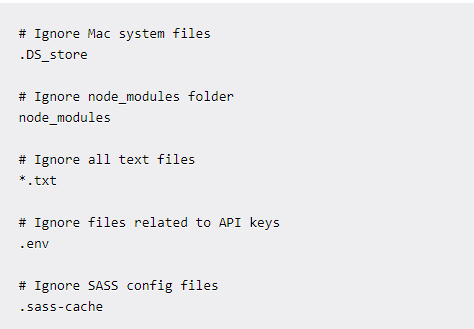 # Ignore Mac system files
.DS_store
# Ignore node_modules folder
node_modules
# Ignore all text files
*.txt
# Ignore files related to API keys
.env
# Ignore SASS config files
.sass-cache